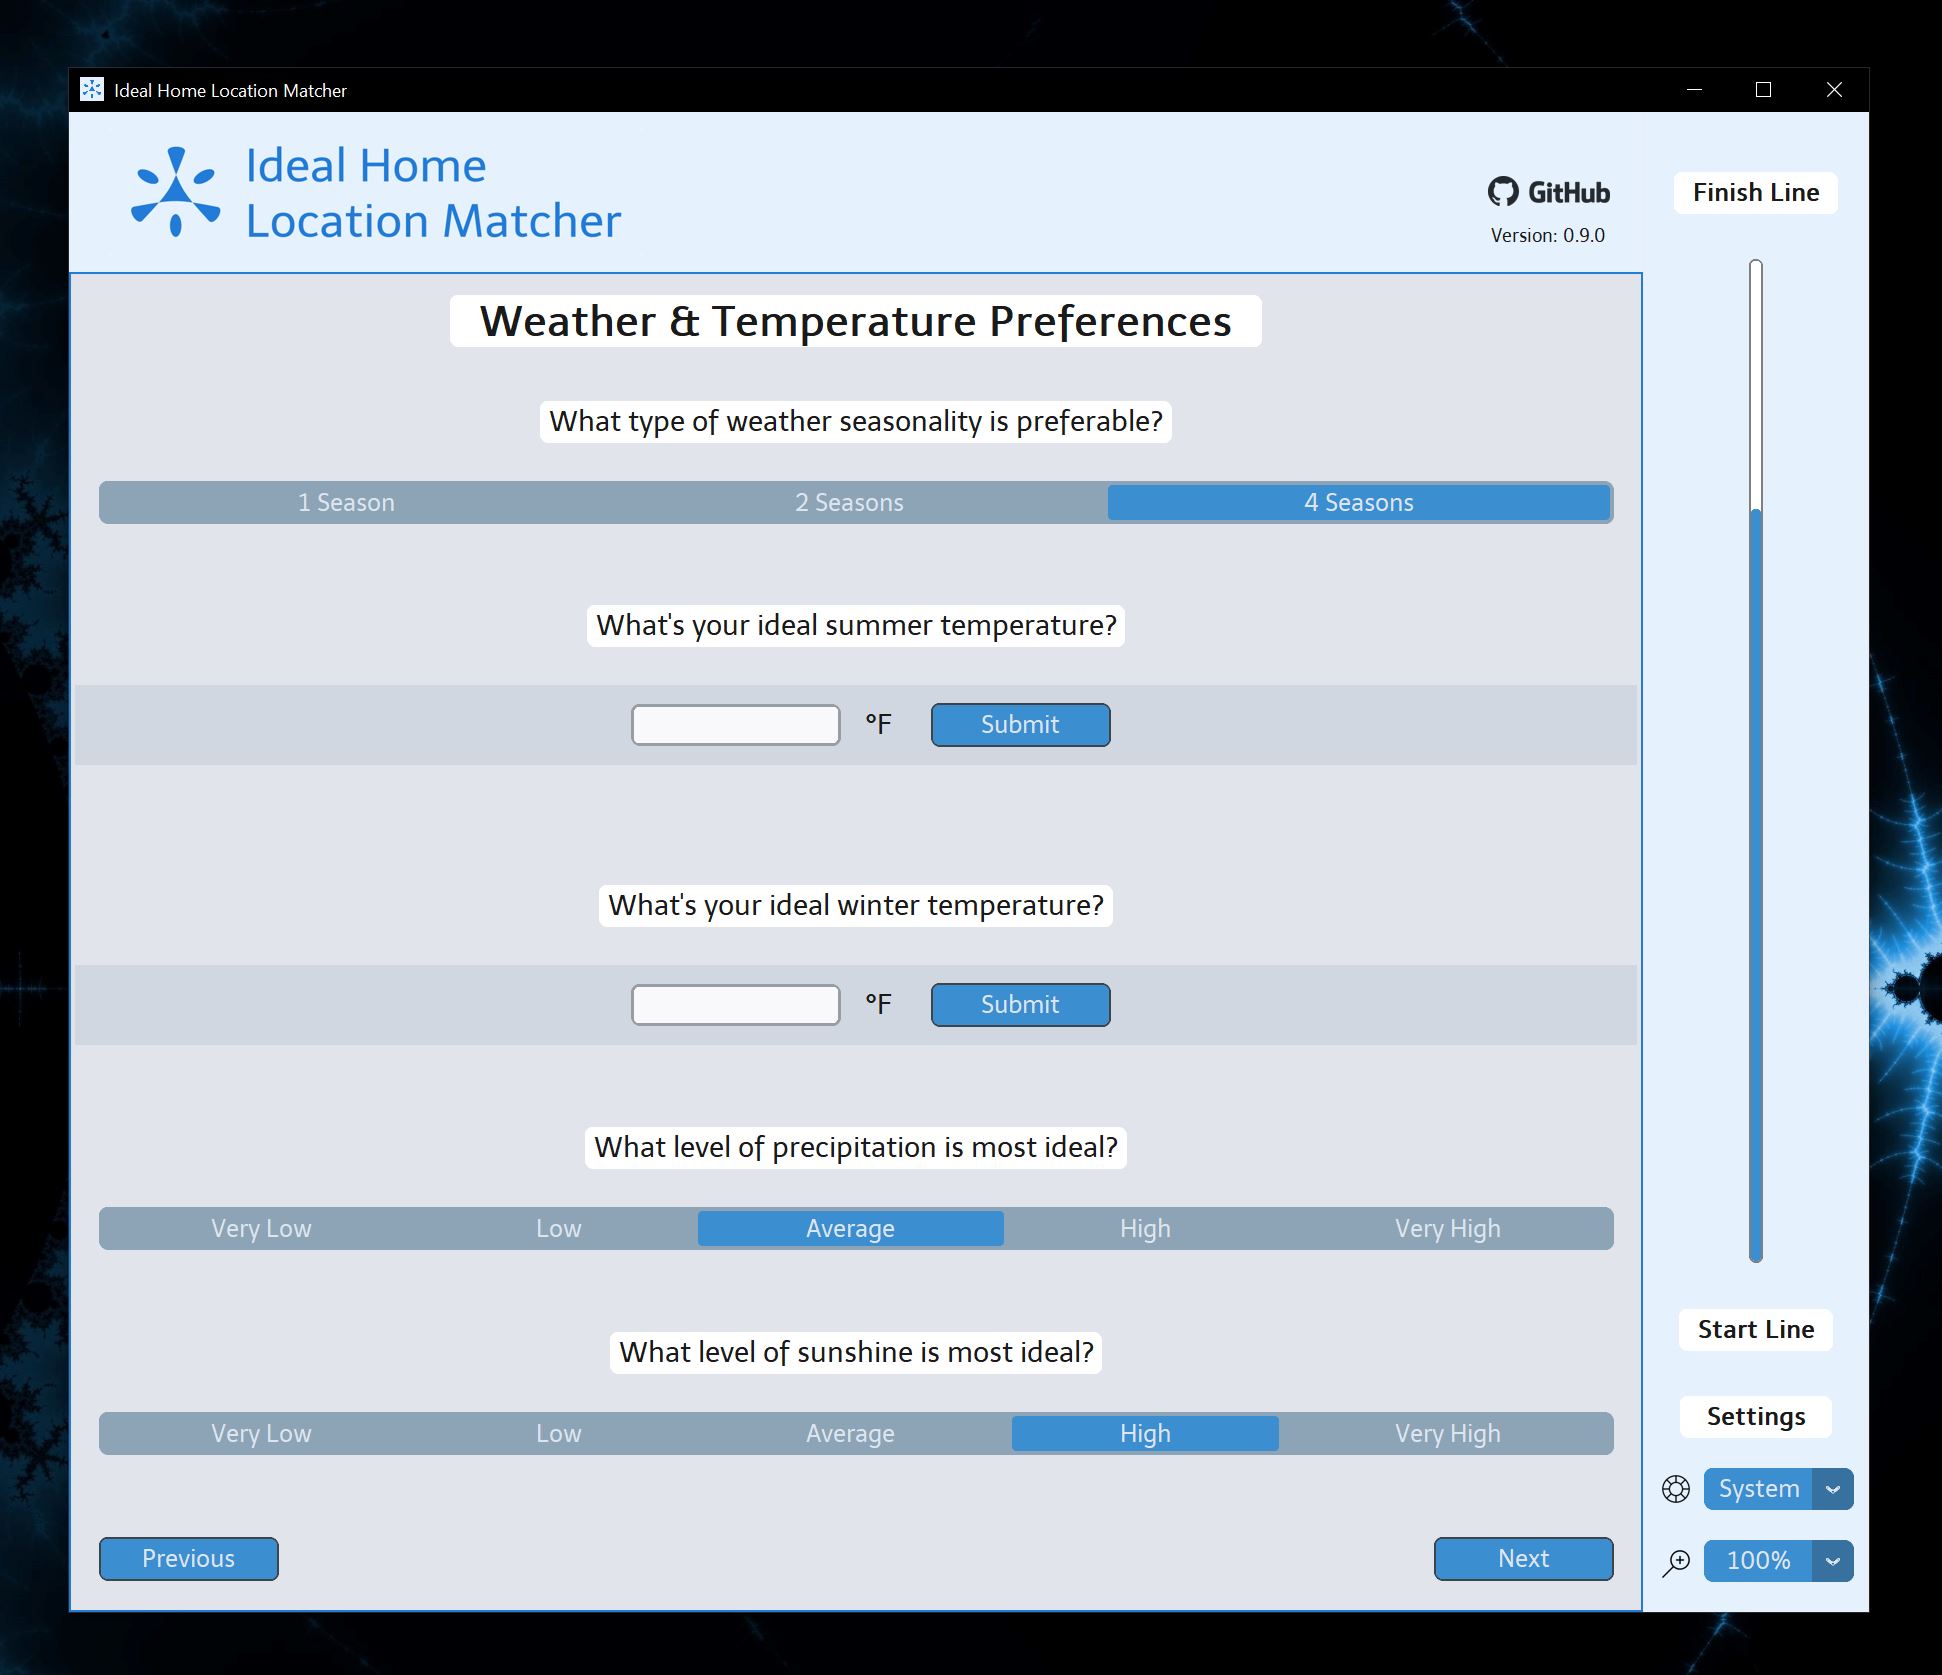 Ideal Home Location Matcher
Ideal Home
Location Matcher
GitHub
Version: 0.9.0
Finish Line
Weather & Temperature Preferences
What type of weather seasonality is preferable?
1 Season 2 Seasons 4 Seasons
What's your ideal summer temperature?
°F Submit
What's your ideal winter temperature?
°F Submit
What level of precipitation is most ideal?
Very Low Low Average High Very High
What level of sunshine is most ideal?
Very Low Low Average High Very High
Previous Next
Start Line
Settings
System
100%